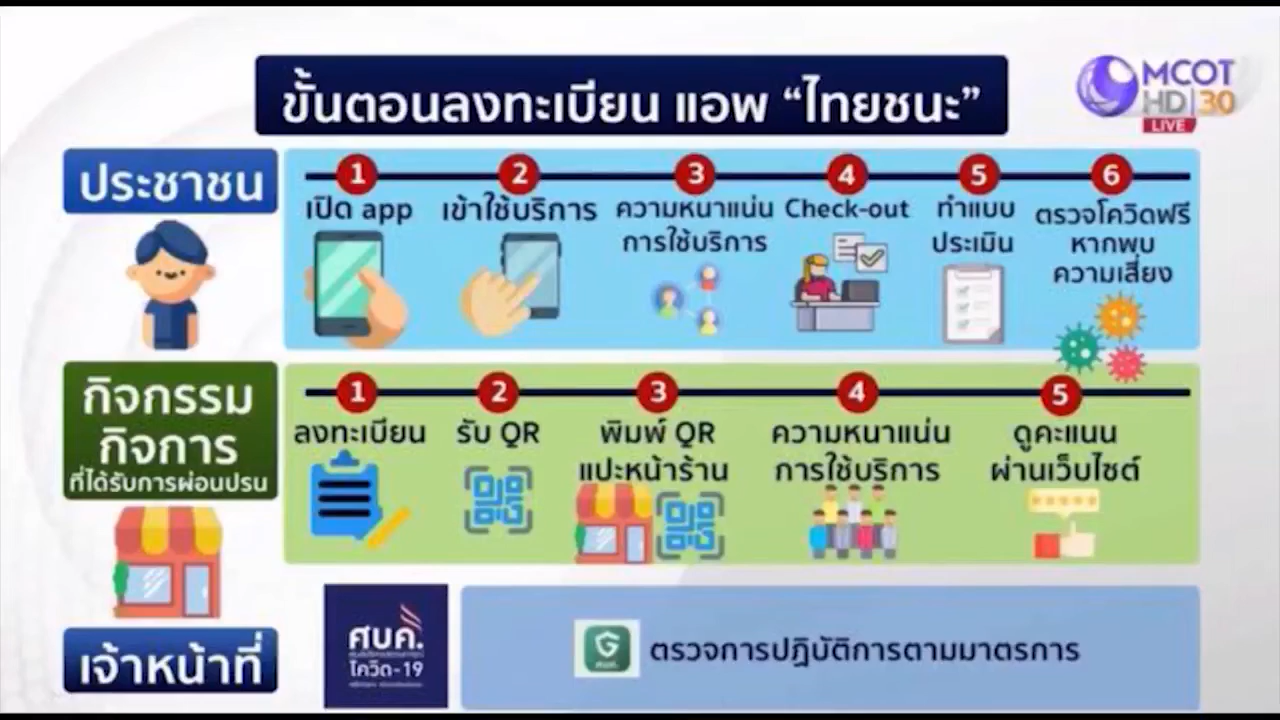 ขั้นตอนลงทะเบียน แอพ “ไทยชนะ”
MCOT
HD 30
LIVE
ประชาชน
1 2 3 4 5 6
เปิด app
เข้าใช้บริการ
ความหนาแน่น
การใช้บริการ
Check-out
ทำแบบ
ประเมิน
ตรวจโควิดฟรี
หากพบ
ความเสี่ยง
กิจกรรม
กิจการ
ที่ได้รับการผ่อนปรน
1 2 3 4 5
ลงทะเบียน
รับ QR
พิมพ์ QR
แปะหน้าร้าน
ความหนาแน่น
การใช้บริการ
ดูคะแนน
ผ่านเว็บไซต์
เจ้าหน้าที่
ศบค.
โควิด-19
ตรวจการปฏิบัติการตามมาตรการ